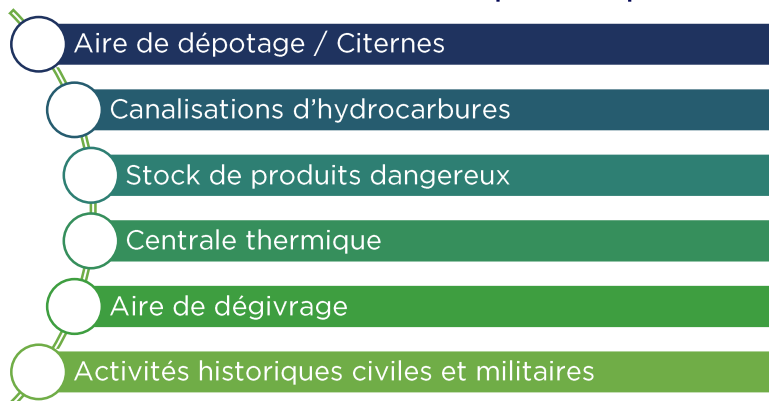 Aire de dépotage / Citernes
Canalisations d'hydrocarbures
Stock de produits dangereux
Centrale thermique
Aire de dégivrage
Activités historiques civiles et militaires